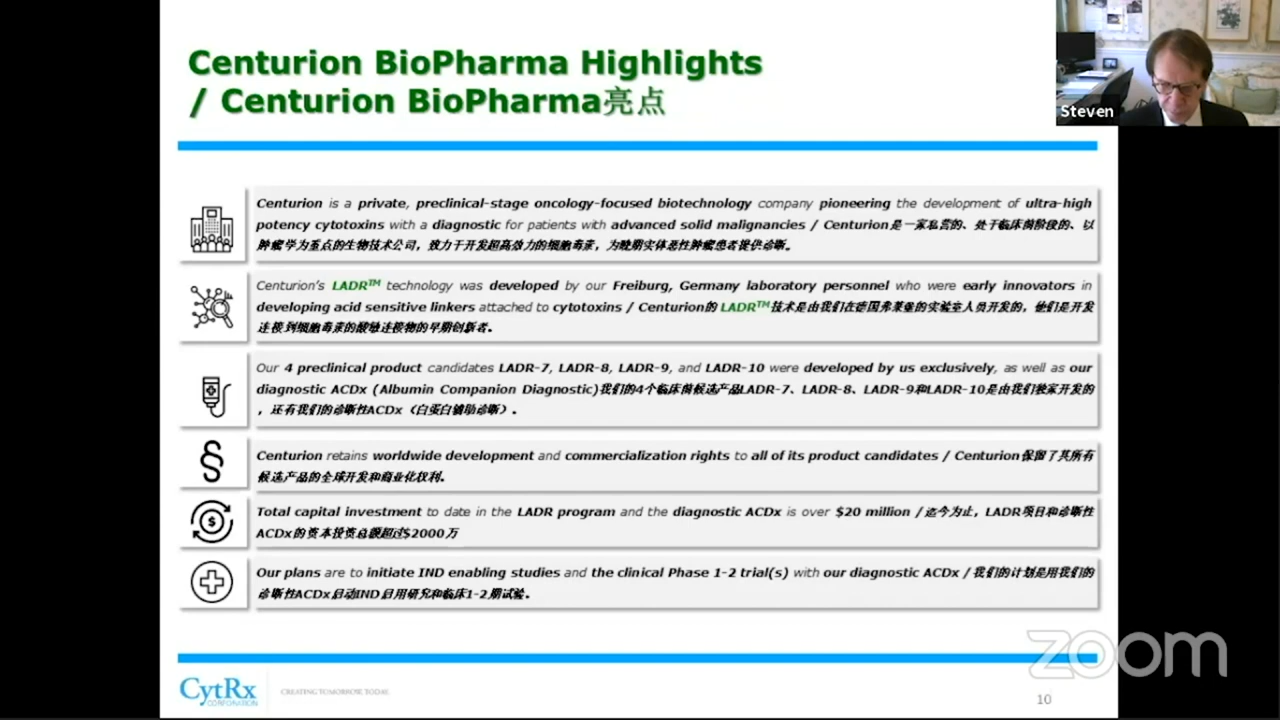 Centurion BioPharma Highlights
/ Centurion BioPharma亮点
Steven
Centurion is a private, preclinical-stage oncology-focused biotechnology company pioneering the development of ultra-high
potency cytotoxins with a diagnostic for patients with advanced solid malignancies / Centurion是一家私营的、处于临床前阶段的、以
肿瘤学为重点的生物技术公司，致力于开发超高效力的细胞毒素，为晚期实体恶性肿瘤患者提供诊断。
Centurion's LADR™ technology was developed by our Freiburg, Germany laboratory personnel who were early innovators in
developing acid sensitive linkers attached to cytotoxins / Centurion的 LADR™技术是由我们在德国弗莱堡的实验室人员开发的，他们是开发
连接到细胞毒素的酸敏连接物的早期创新者。
Our 4 preclinical product candidates LADR-7, LADR-8, LADR-9, and LADR-10 were developed by us exclusively, as well as our
diagnostic ACDx (Albumin Companion Diagnostic)我们的4个临床前候选产品LADR-7、LADR-8、LADR-9和LADR-10是由我们独家开发的
，还有我们的诊断性ACDx（白蛋白辅助诊断）。
Centurion retains worldwide development and commercialization rights to all of its product candidates / Centurion保留了其所有
候选产品的全球开发和商业化权利。
Total capital investment to date in the LADR program and the diagnostic ACDx is over $20 million / 迄今为止，LADR项目和诊断性
ACDx的资本投资总额超过$2000万
Our plans are to initiate IND enabling studies and the clinical Phase 1-2 trial(s) with our diagnostic ACDx / 我们的计划是用我们的
诊断性ACDx启动IND启用研究和临床1-2期试验。
zoom
CytRx
CORPORATION
CREATING TOMORROW TODAY
10